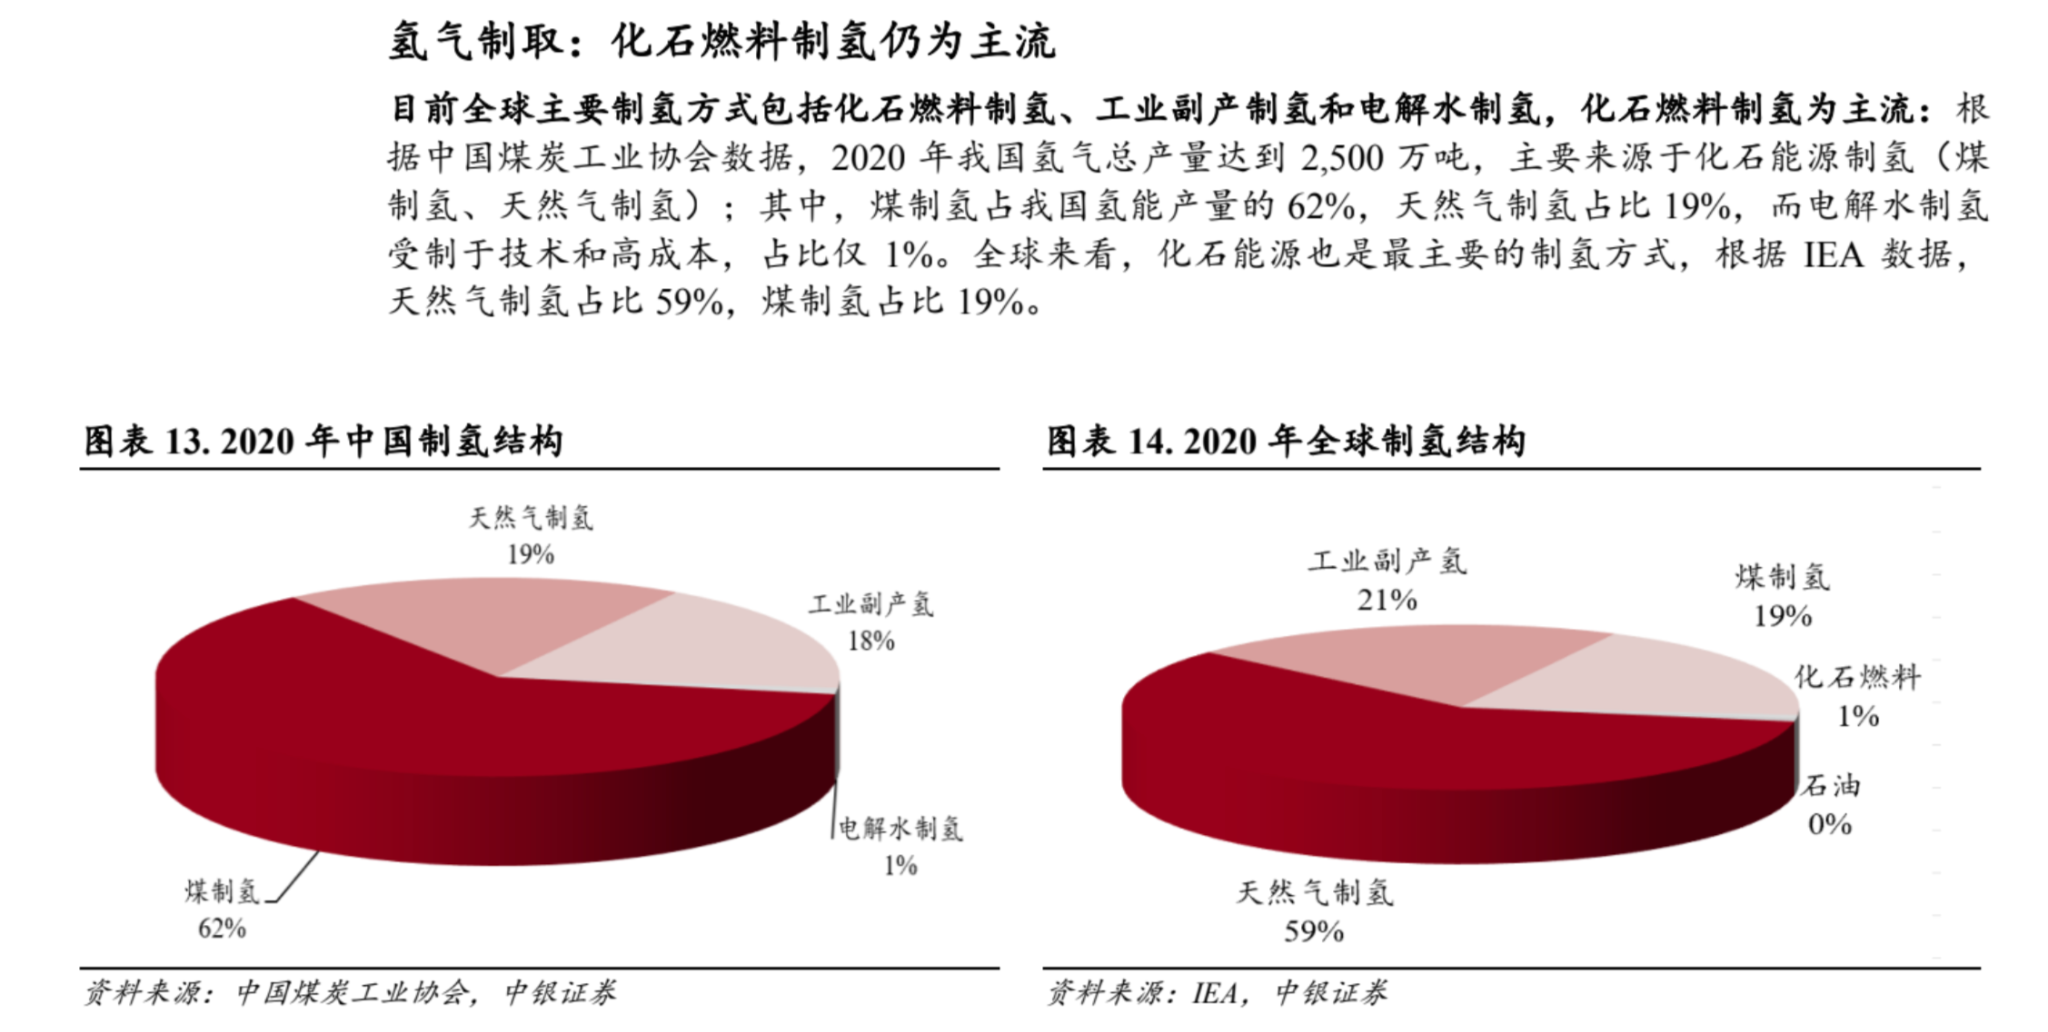 氢气制取：化石燃料制氢仍为主流
目前全球主要制氢方式包括化石燃料制氢、工业副产制氢和电解水制氢，化石燃料制氢为主流：根
据中国煤炭工业协会数据，2020 年我国氢气总产量达到 2,500 万吨，主要来源于化石能源制氢（煤
制氢、天然气制氢）；其中，煤制氢占我国氢能产量的 62%，天然气制氢占比 19%，而电解水制氢
受制于技术和高成本，占比仅 1%。全球来看，化石能源也是最主要的制氢方式，根据 IEA 数据，
天然气制氢占比 59%，煤制氢占比 19%。
图表 13. 2020 年中国制氢结构
天然气制氢
19%
工业副产氢
18%
电解水制氢
1%
煤制氢
62%
资料来源：中国煤炭工业协会，中银证券
图表 14. 2020 年全球制氢结构
工业副产氢
21%
煤制氢
19%
化石燃料
1%
石油
0%
天然气制氢
59%
资料来源：IEA，中银证券